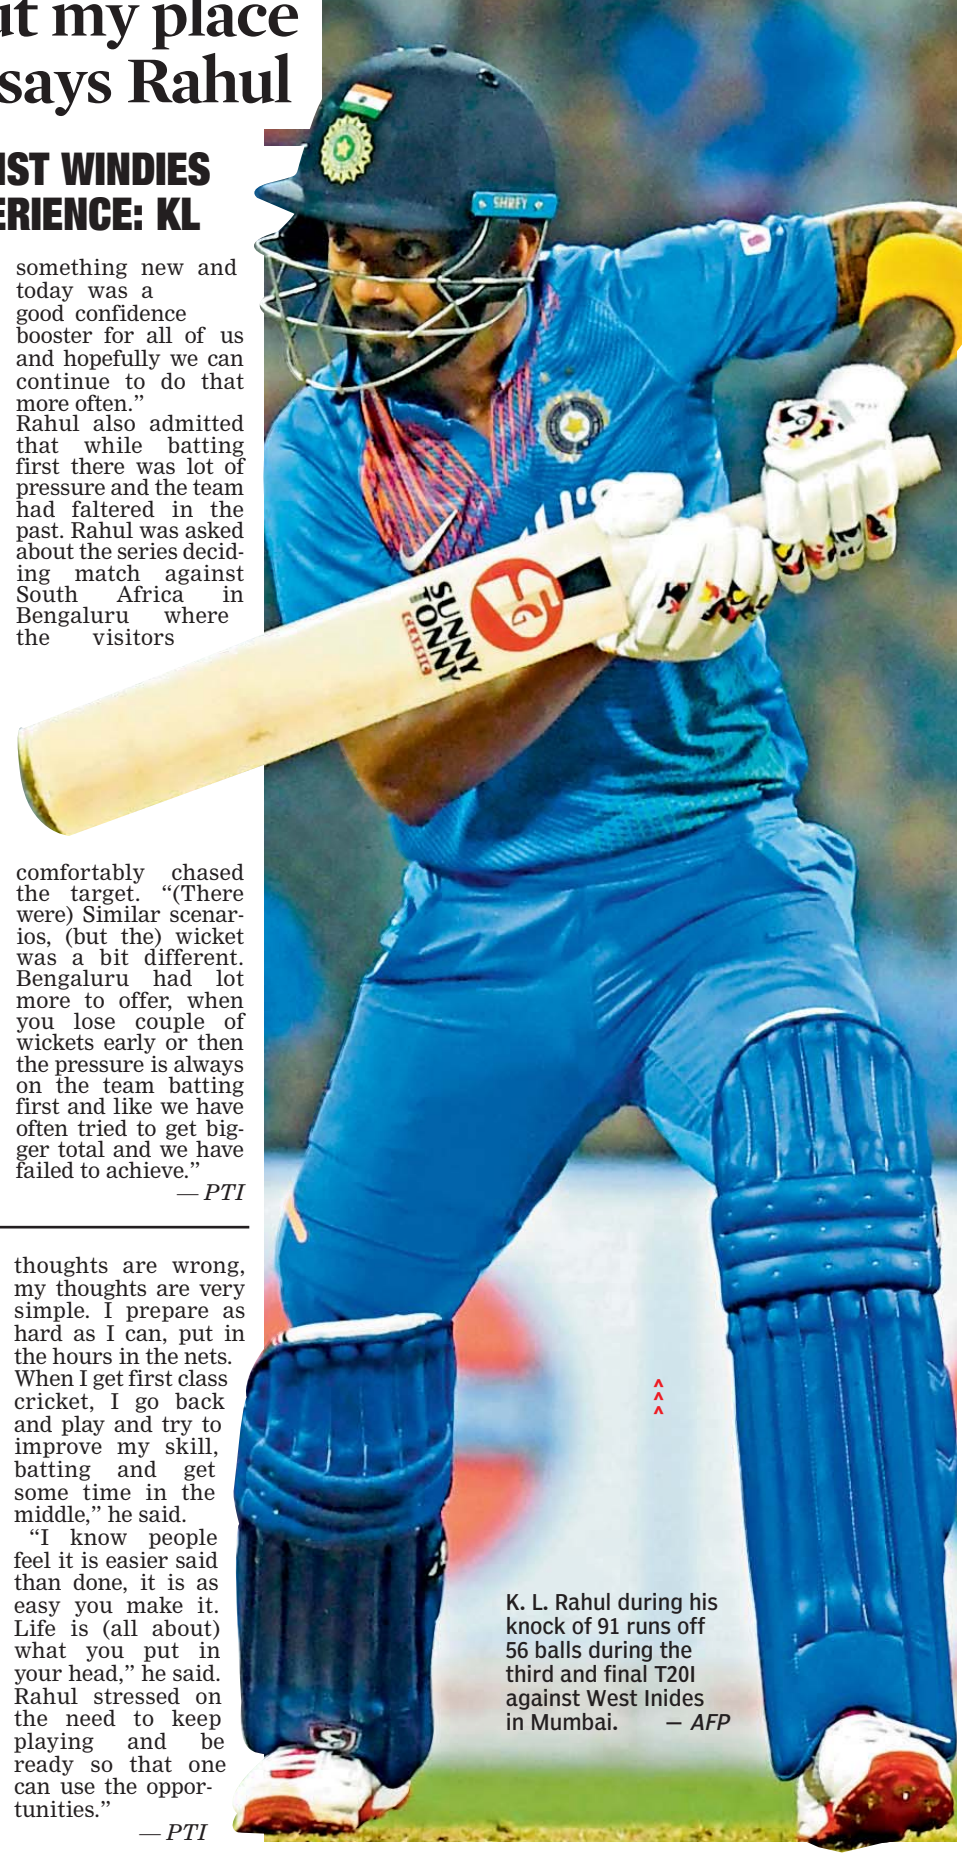 ut my place
says Rahul
IST WINDIES
ERIENCE: KL
something new and
today was a
good confidence
booster for all of us
and hopefully we can
continue to do that
more often.”
Rahul also admitted
that while batting
first there was lot of
pressure and the team
had faltered in the
past. Rahul was asked
about the series decid-
ing match against
South Africa in
Bengaluru where
the visitors
comfortably chased
the target. “(There
were) Similar scenar-
ios, (but the) wicket
was a bit different.
Bengaluru had lot
more to offer, when
you lose couple of
wickets early or then
the pressure is always
on the team batting
first and like we have
often tried to get big-
ger total and we have
failed to achieve.”
— PTI
thoughts are wrong,
my thoughts are very
simple. I prepare as
hard as I can, put in
the hours in the nets.
When I get first class
cricket, I go back
and play and try to
improve my skill,
batting and get
some time in the
middle,” he said.
“I know people
feel it is easier said
than done, it is as
easy you make it.
Life is (all about)
what you put in
your head,” he said.
Rahul stressed on
the need to keep
playing and be
ready so that one
can use the oppor-
tunities.”
— PTI
SHREY
SG
SUNNY
TONNY
CLASSIC
K. L. Rahul during his
knock of 91 runs off
56 balls during the
third and final T20I
against West Inides
in Mumbai. — AFP